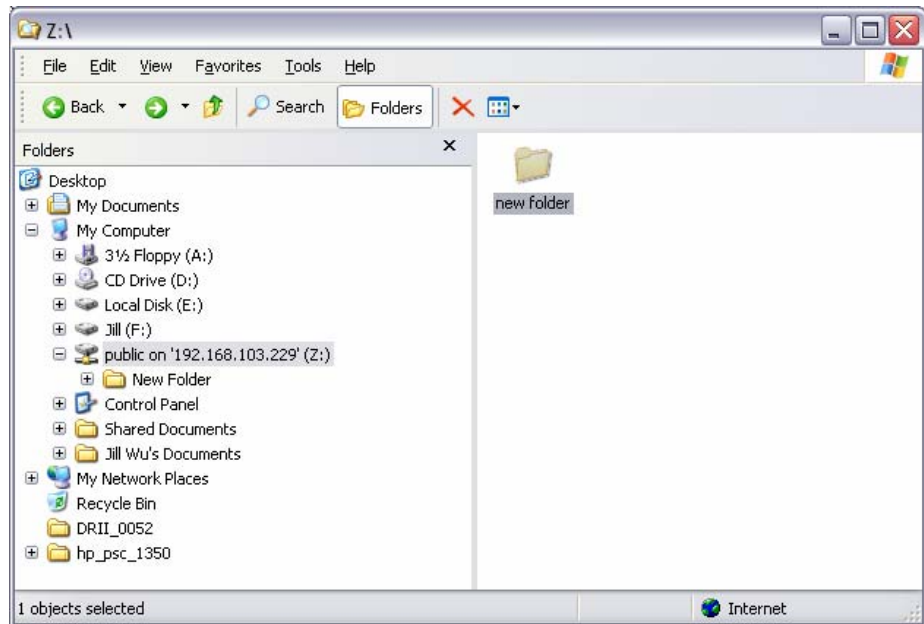 Z:\
File Edit View Favorites Tools Help
Back Search Folders
Folders x
Desktop
My Documents
My Computer
3½ Floppy (A:)
CD Drive (D:)
Local Disk (E:)
Jill (F:)
public on '192.168.103.229' (Z:)
New Folder
Control Panel
Shared Documents
Jill Wu's Documents
My Network Places
Recycle Bin
DRII_0052
hp_psc_1350
new folder
1 objects selected Internet